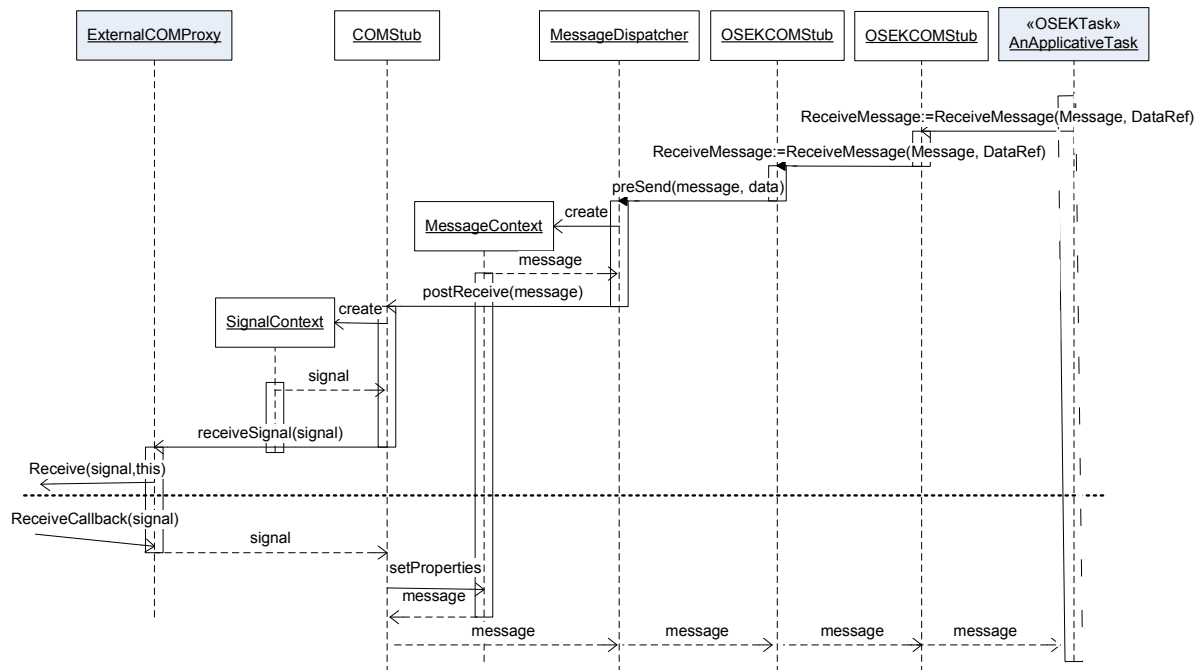 ExternalCOMProxy
COMStub
MessageDispatcher
OSEKCOMStub
OSEKCOMStub
«OSEKTask»
AnApplicativeTask
ReceiveMessage:=ReceiveMessage(Message, DataRef)
ReceiveMessage:=ReceiveMessage(Message, DataRef)
preSend(message, data)
create
MessageContext
message
postReceive(message)
create
SignalContext
signal
receiveSignal(signal)
Receive(signal,this)
ReceiveCallback(signal)
signal
setProperties
message
message
message
message
message